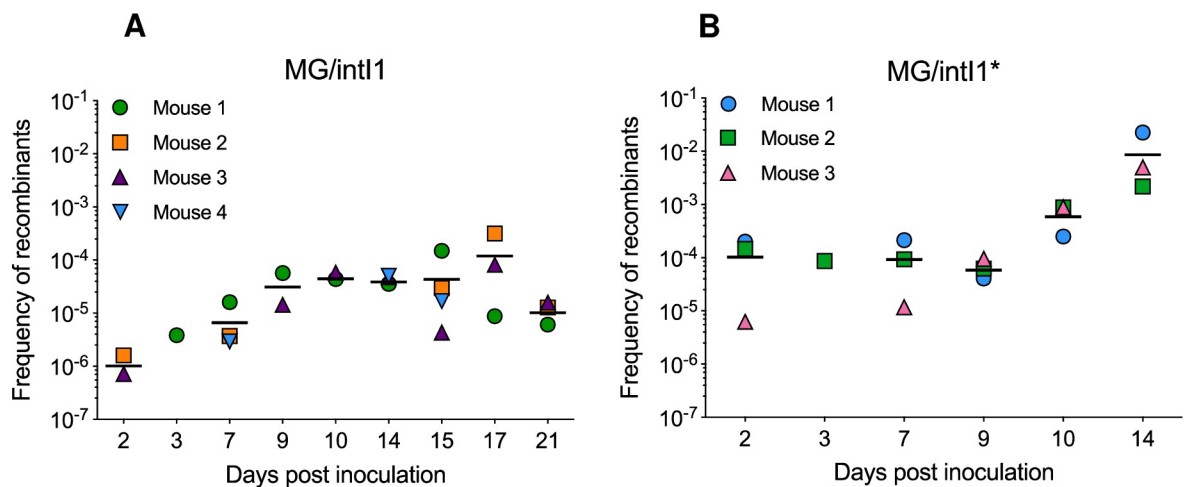 A
MG/intI1
Frequency of recombinants
10-1
10-2
10-3
10-4
10-5
10-6
10-7
Mouse 1
Mouse 2
Mouse 3
Mouse 4
2 3 7 9 10 14 15 17 21
Days post inoculation
B
MG/intI1*
Frequency of recombinants
10-1
10-2
10-3
10-4
10-5
10-6
10-7
Mouse 1
Mouse 2
Mouse 3
2 3 7 9 10 14
Days post inoculation